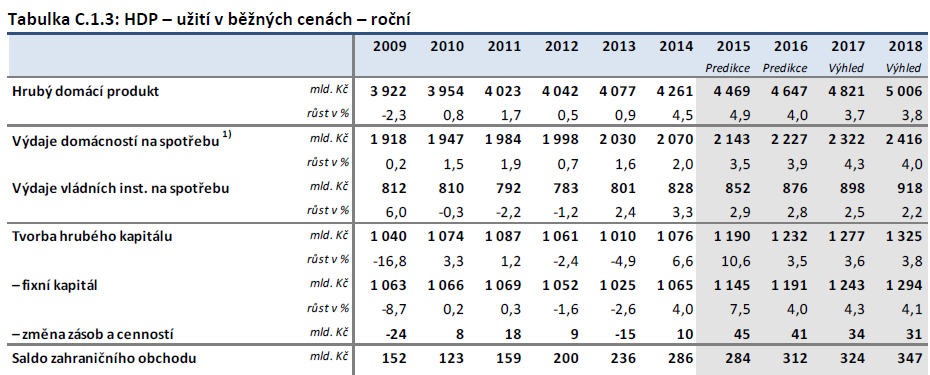 Tabulka C.1.3: HDP – užití v běžných cenách – roční
2009 2010 2011 2012 2013 2014 2015 2016 2017 2018
Predikce Predikce Výhled Výhled
Hrubý domácí produkt mld. Kč 3 922 3 954 4 023 4 042 4 077 4 261 4 469 4 647 4 821 5 006
růst v % -2,3 0,8 1,7 0,5 0,9 4,5 4,9 4,0 3,7 3,8
Výdaje domácností na spotřebu 1) mld. Kč 1 918 1 947 1 984 1 998 2 030 2 070 2 143 2 227 2 322 2 416
růst v % 0,2 1,5 1,9 0,7 1,6 2,0 3,5 3,9 4,3 4,0
Výdaje vládních inst. na spotřebu mld. Kč 812 810 792 783 801 828 852 876 898 918
růst v % 6,0 -0,3 -2,2 -1,2 2,4 3,3 2,9 2,8 2,5 2,2
Tvorba hrubého kapitálu mld. Kč 1 040 1 074 1 087 1 061 1 010 1 076 1 190 1 232 1 277 1 325
růst v % -16,8 3,3 1,2 -2,4 -4,9 6,6 10,6 3,5 3,6 3,8
– fixní kapitál mld. Kč 1 063 1 066 1 069 1 052 1 025 1 065 1 145 1 191 1 243 1 294
růst v % -8,7 0,2 0,3 -1,6 -2,6 4,0 7,5 4,0 4,3 4,1
– změna zásob a cenností mld. Kč -24 8 18 9 -15 10 45 41 34 31
Saldo zahraničního obchodu mld. Kč 152 123 159 200 236 286 284 312 324 347